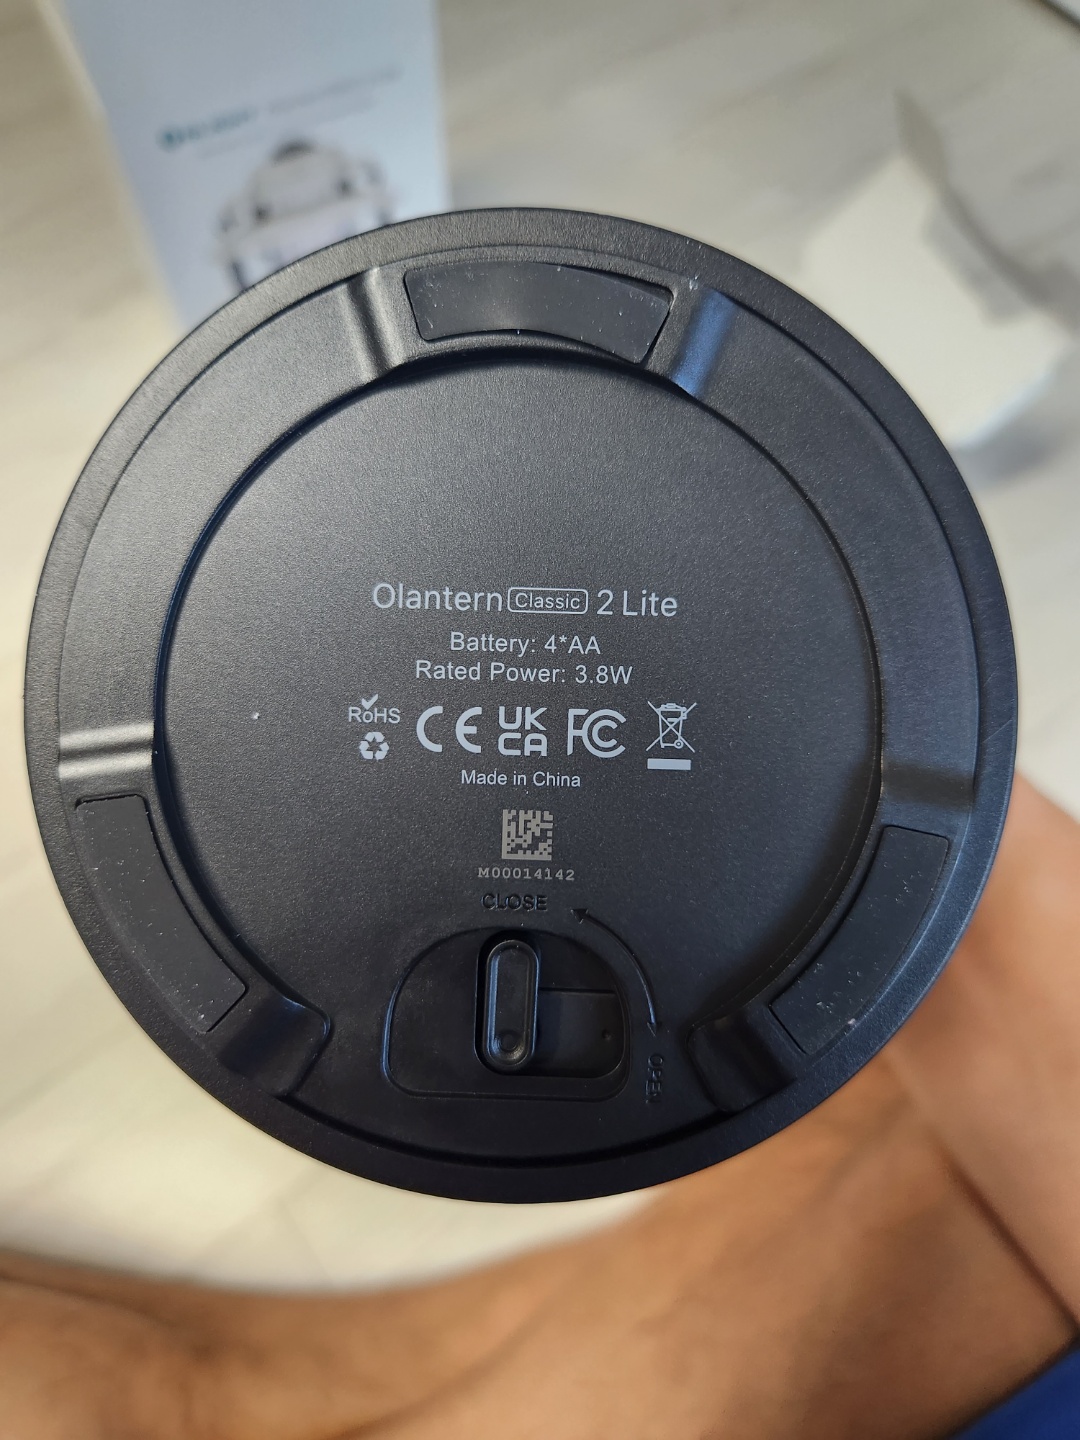 Olantern Classic 2 Lite
Battery: 4*AA
Rated Power: 3.8W
RoHS CE UK CA FC
Made in China
M00014142
CLOSE
OPEN